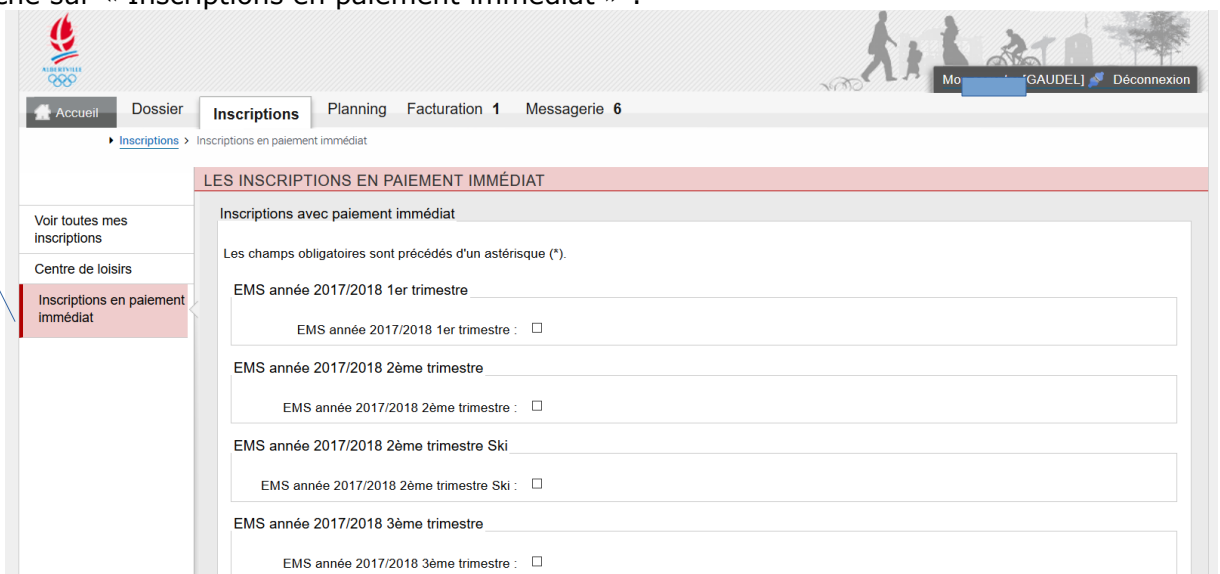 sur « Inscriptions en paiement immédiat » :
ALBERTVILLE
[GAUDEL] Déconnexion
Accueil Dossier Inscriptions Planning Facturation 1 Messagerie 6
Inscriptions > Inscriptions en paiement immédiat
LES INSCRIPTIONS EN PAIEMENT IMMÉDIAT
Voir toutes mes
inscriptions
Centre de loisirs
Inscriptions en paiement
immédiat
Inscriptions avec paiement immédiat
Les champs obligatoires sont précédés d'un astérisque (*).
EMS année 2017/2018 1er trimestre
EMS année 2017/2018 1er trimestre :
EMS année 2017/2018 2ème trimestre
EMS année 2017/2018 2ème trimestre :
EMS année 2017/2018 2ème trimestre Ski
EMS année 2017/2018 2ème trimestre Ski :
EMS année 2017/2018 3ème trimestre
EMS année 2017/2018 3ème trimestre :